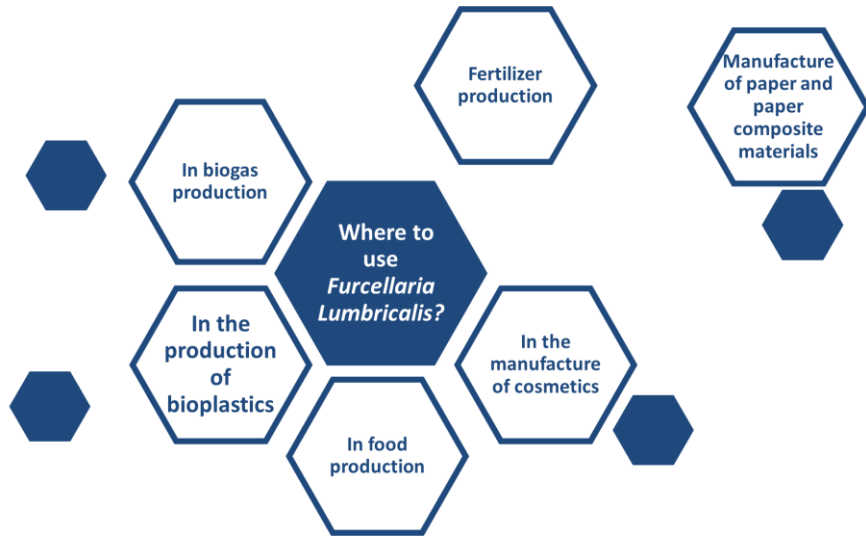 Fertilizer
production
Manufacture
of paper and
paper
composite
materials
In biogas
production
Where to
use
Furcellaria
Lumbricalis?
In the
production
of
bioplastics
In the
manufacture
of cosmetics
In food
production